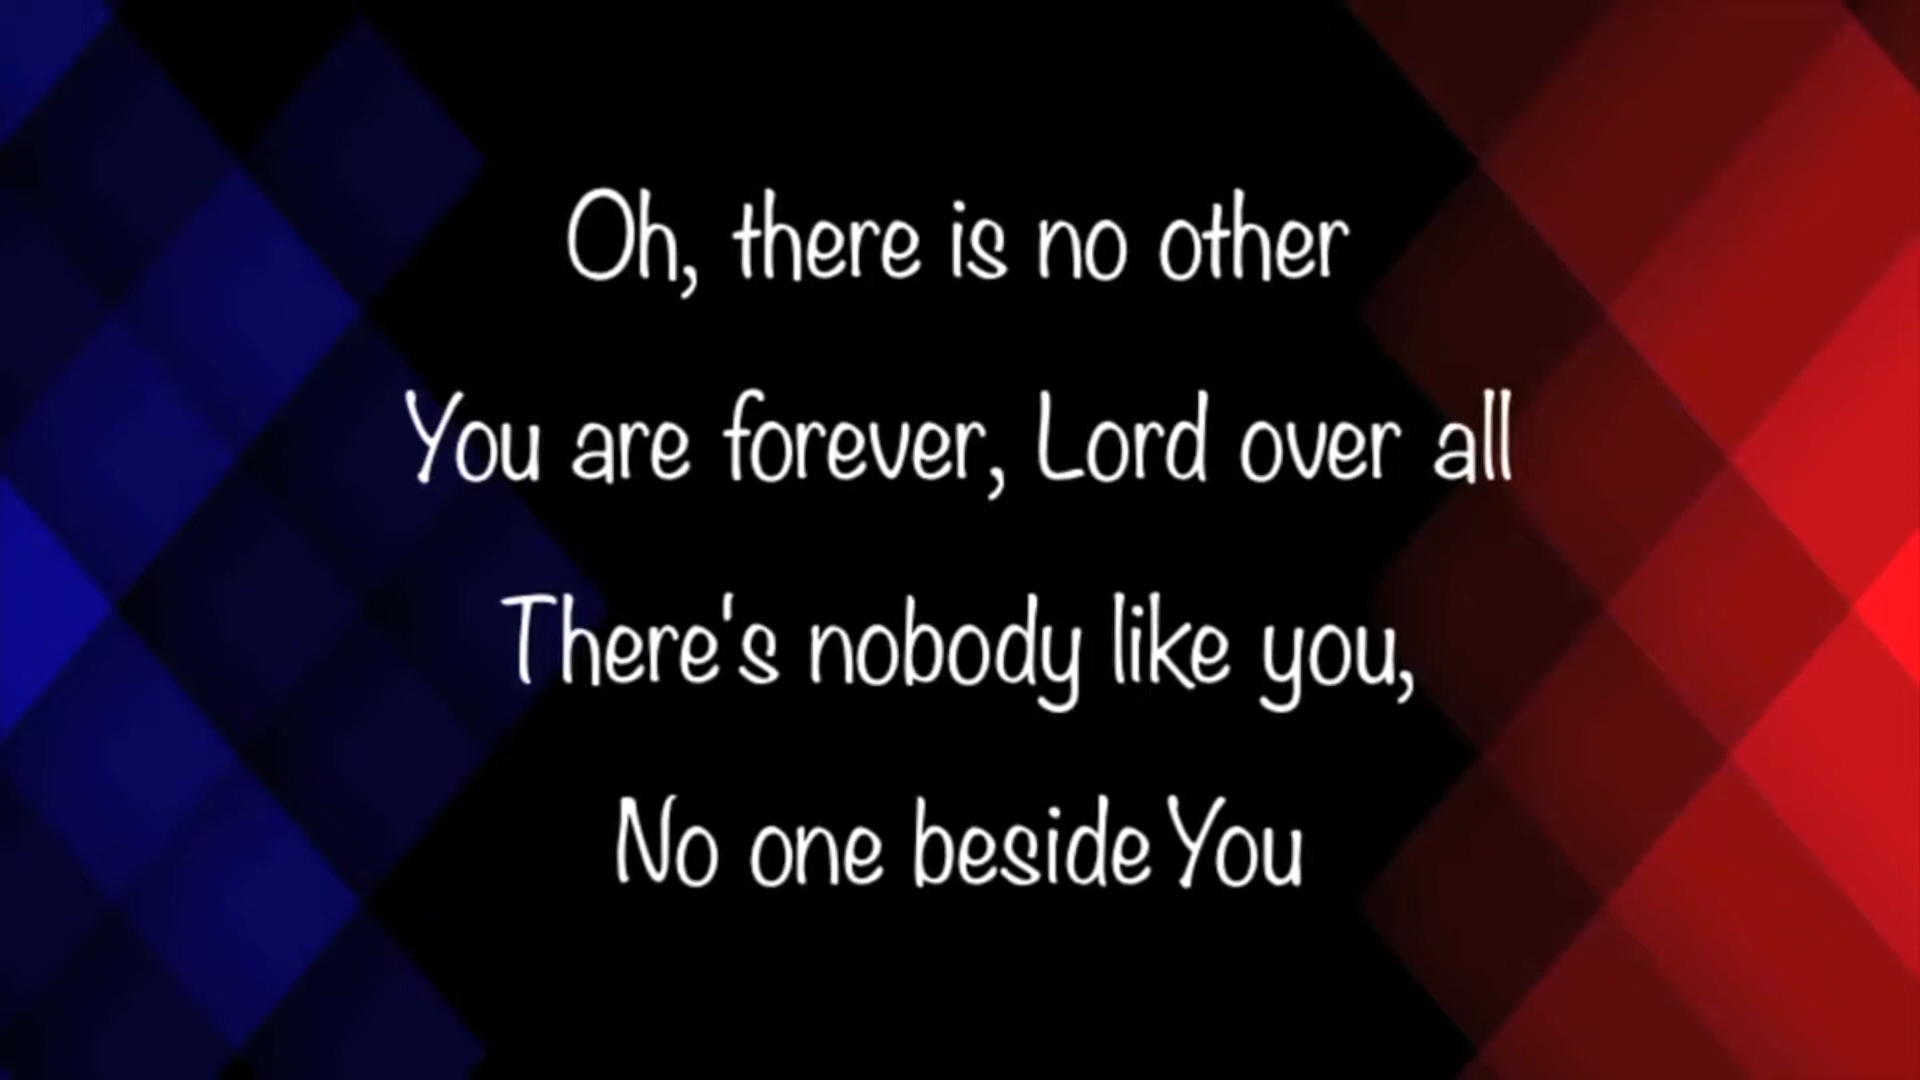 Oh, there is no other
You are forever, Lord over all
There's nobody like you,
No one beside You